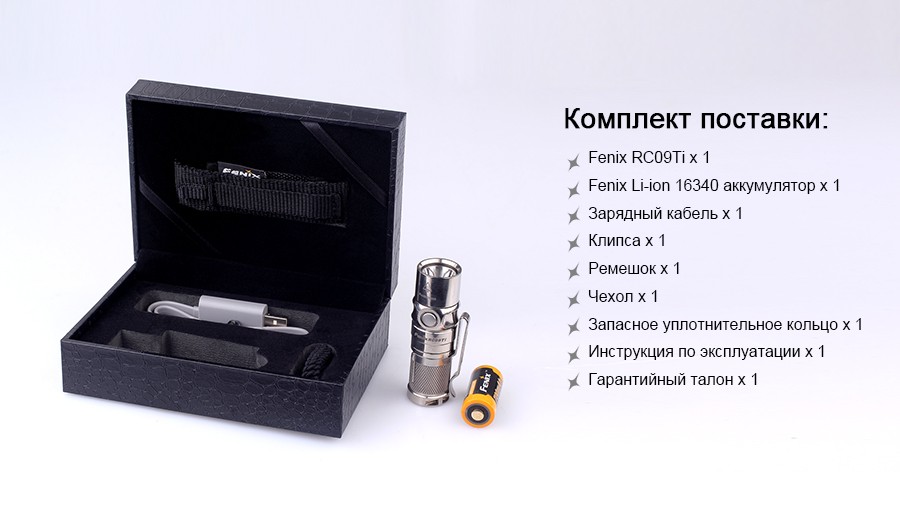 FENIX
FENIX
Комплект поставки:
Fenix RC09Ti x 1
Fenix Li-ion 16340 аккумулятор x 1
Зарядный кабель x 1
Клипса x 1
Ремешок x 1
Чехол x 1
Запасное уплотнительное кольцо x 1
Инструкция по эксплуатации x 1
Гарантийный талон x 1